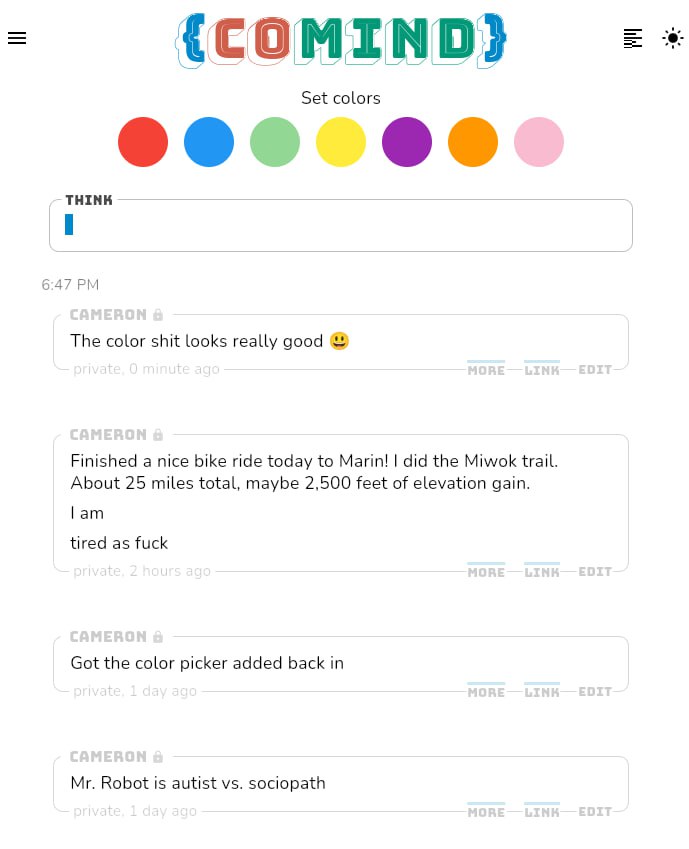 {COMIND}
Set colors
THINK
6:47 PM
CAMERON
The color shit looks really good 😃
private, 0 minute ago MORE LINK EDIT
CAMERON
Finished a nice bike ride today to Marin! I did the Miwok trail.
About 25 miles total, maybe 2,500 feet of elevation gain.
I am
tired as fuck
private, 2 hours ago MORE LINK EDIT
CAMERON
Got the color picker added back in
private, 1 day ago MORE LINK EDIT
CAMERON
Mr. Robot is autist vs. sociopath
private, 1 day ago MORE LINK EDIT